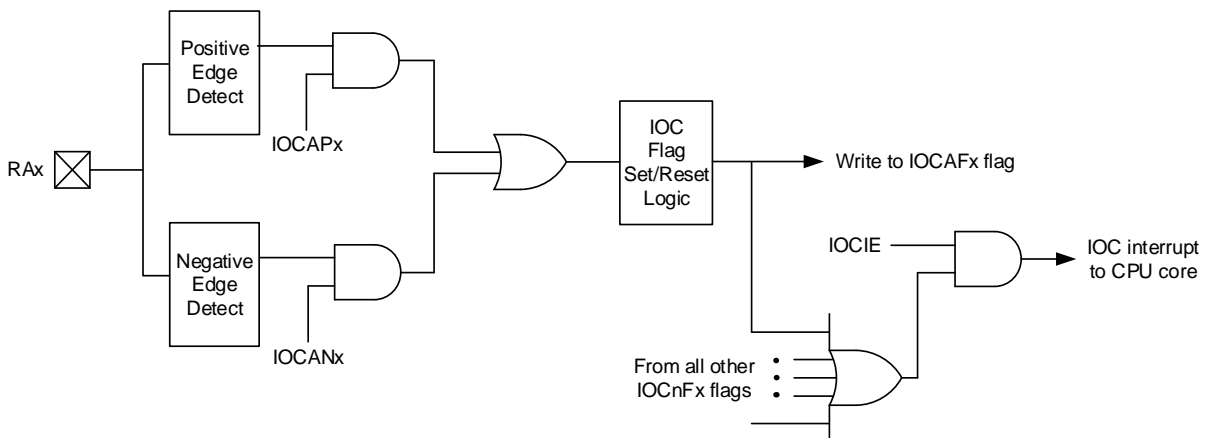 Positive
Edge
Detect
IOCAPx
RAx
Negative
Edge
Detect
IOCANx
IOC
Flag
Set/Reset
Logic
Write to IOCAFx flag
IOCIE
IOC interrupt
to CPU core
From all other
IOCnFx flags